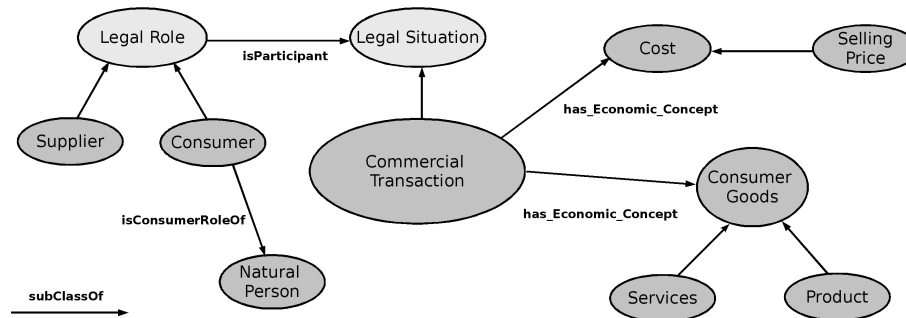 Legal Role
isParticipant
Legal Situation
Cost
Selling
Price
has_Economic_Concept
Supplier
Consumer
Commercial
Transaction
Consumer
Goods
has_Economic_Concept
isConsumerRoleOf
Natural
Person
subClassOf
Services
Product